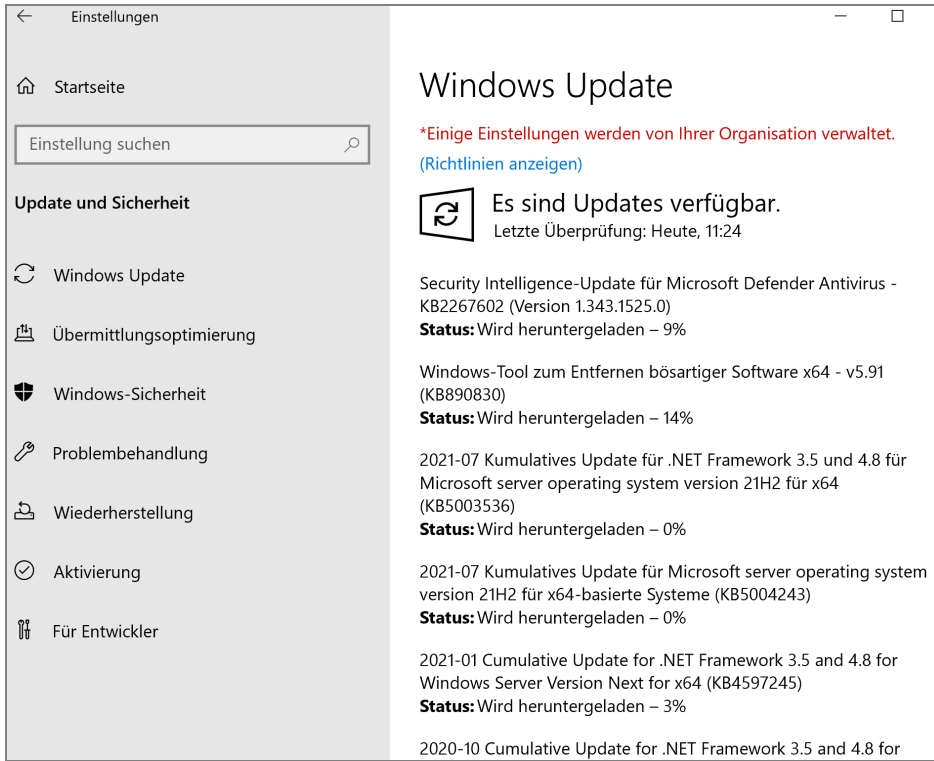 Einstellungen
Startseite
Einstellung suchen
Update und Sicherheit
Windows Update
Übermittlungsoptimierung
Windows-Sicherheit
Problembehandlung
Wiederherstellung
Aktivierung
Für Entwickler
Windows Update
*Einige Einstellungen werden von Ihrer Organisation verwaltet.
(Richtlinien anzeigen)
Es sind Updates verfügbar.
Letzte Überprüfung: Heute, 11:24
Security Intelligence-Update für Microsoft Defender Antivirus -
KB2267602 (Version 1.343.1525.0)
Status: Wird heruntergeladen – 9%
Windows-Tool zum Entfernen bösartiger Software x64 - v5.91
(KB890830)
Status: Wird heruntergeladen – 14%
2021-07 Kumulatives Update für .NET Framework 3.5 und 4.8 für
Microsoft server operating system version 21H2 für x64
(KB5003536)
Status: Wird heruntergeladen – 0%
2021-07 Kumulatives Update für Microsoft server operating system
version 21H2 für x64-basierte Systeme (KB5004243)
Status: Wird heruntergeladen – 0%
2021-01 Cumulative Update for .NET Framework 3.5 and 4.8 for
Windows Server Version Next for x64 (KB4597245)
Status: Wird heruntergeladen – 3%
2020-10 Cumulative Update for .NET Framework 3.5 and 4.8 for